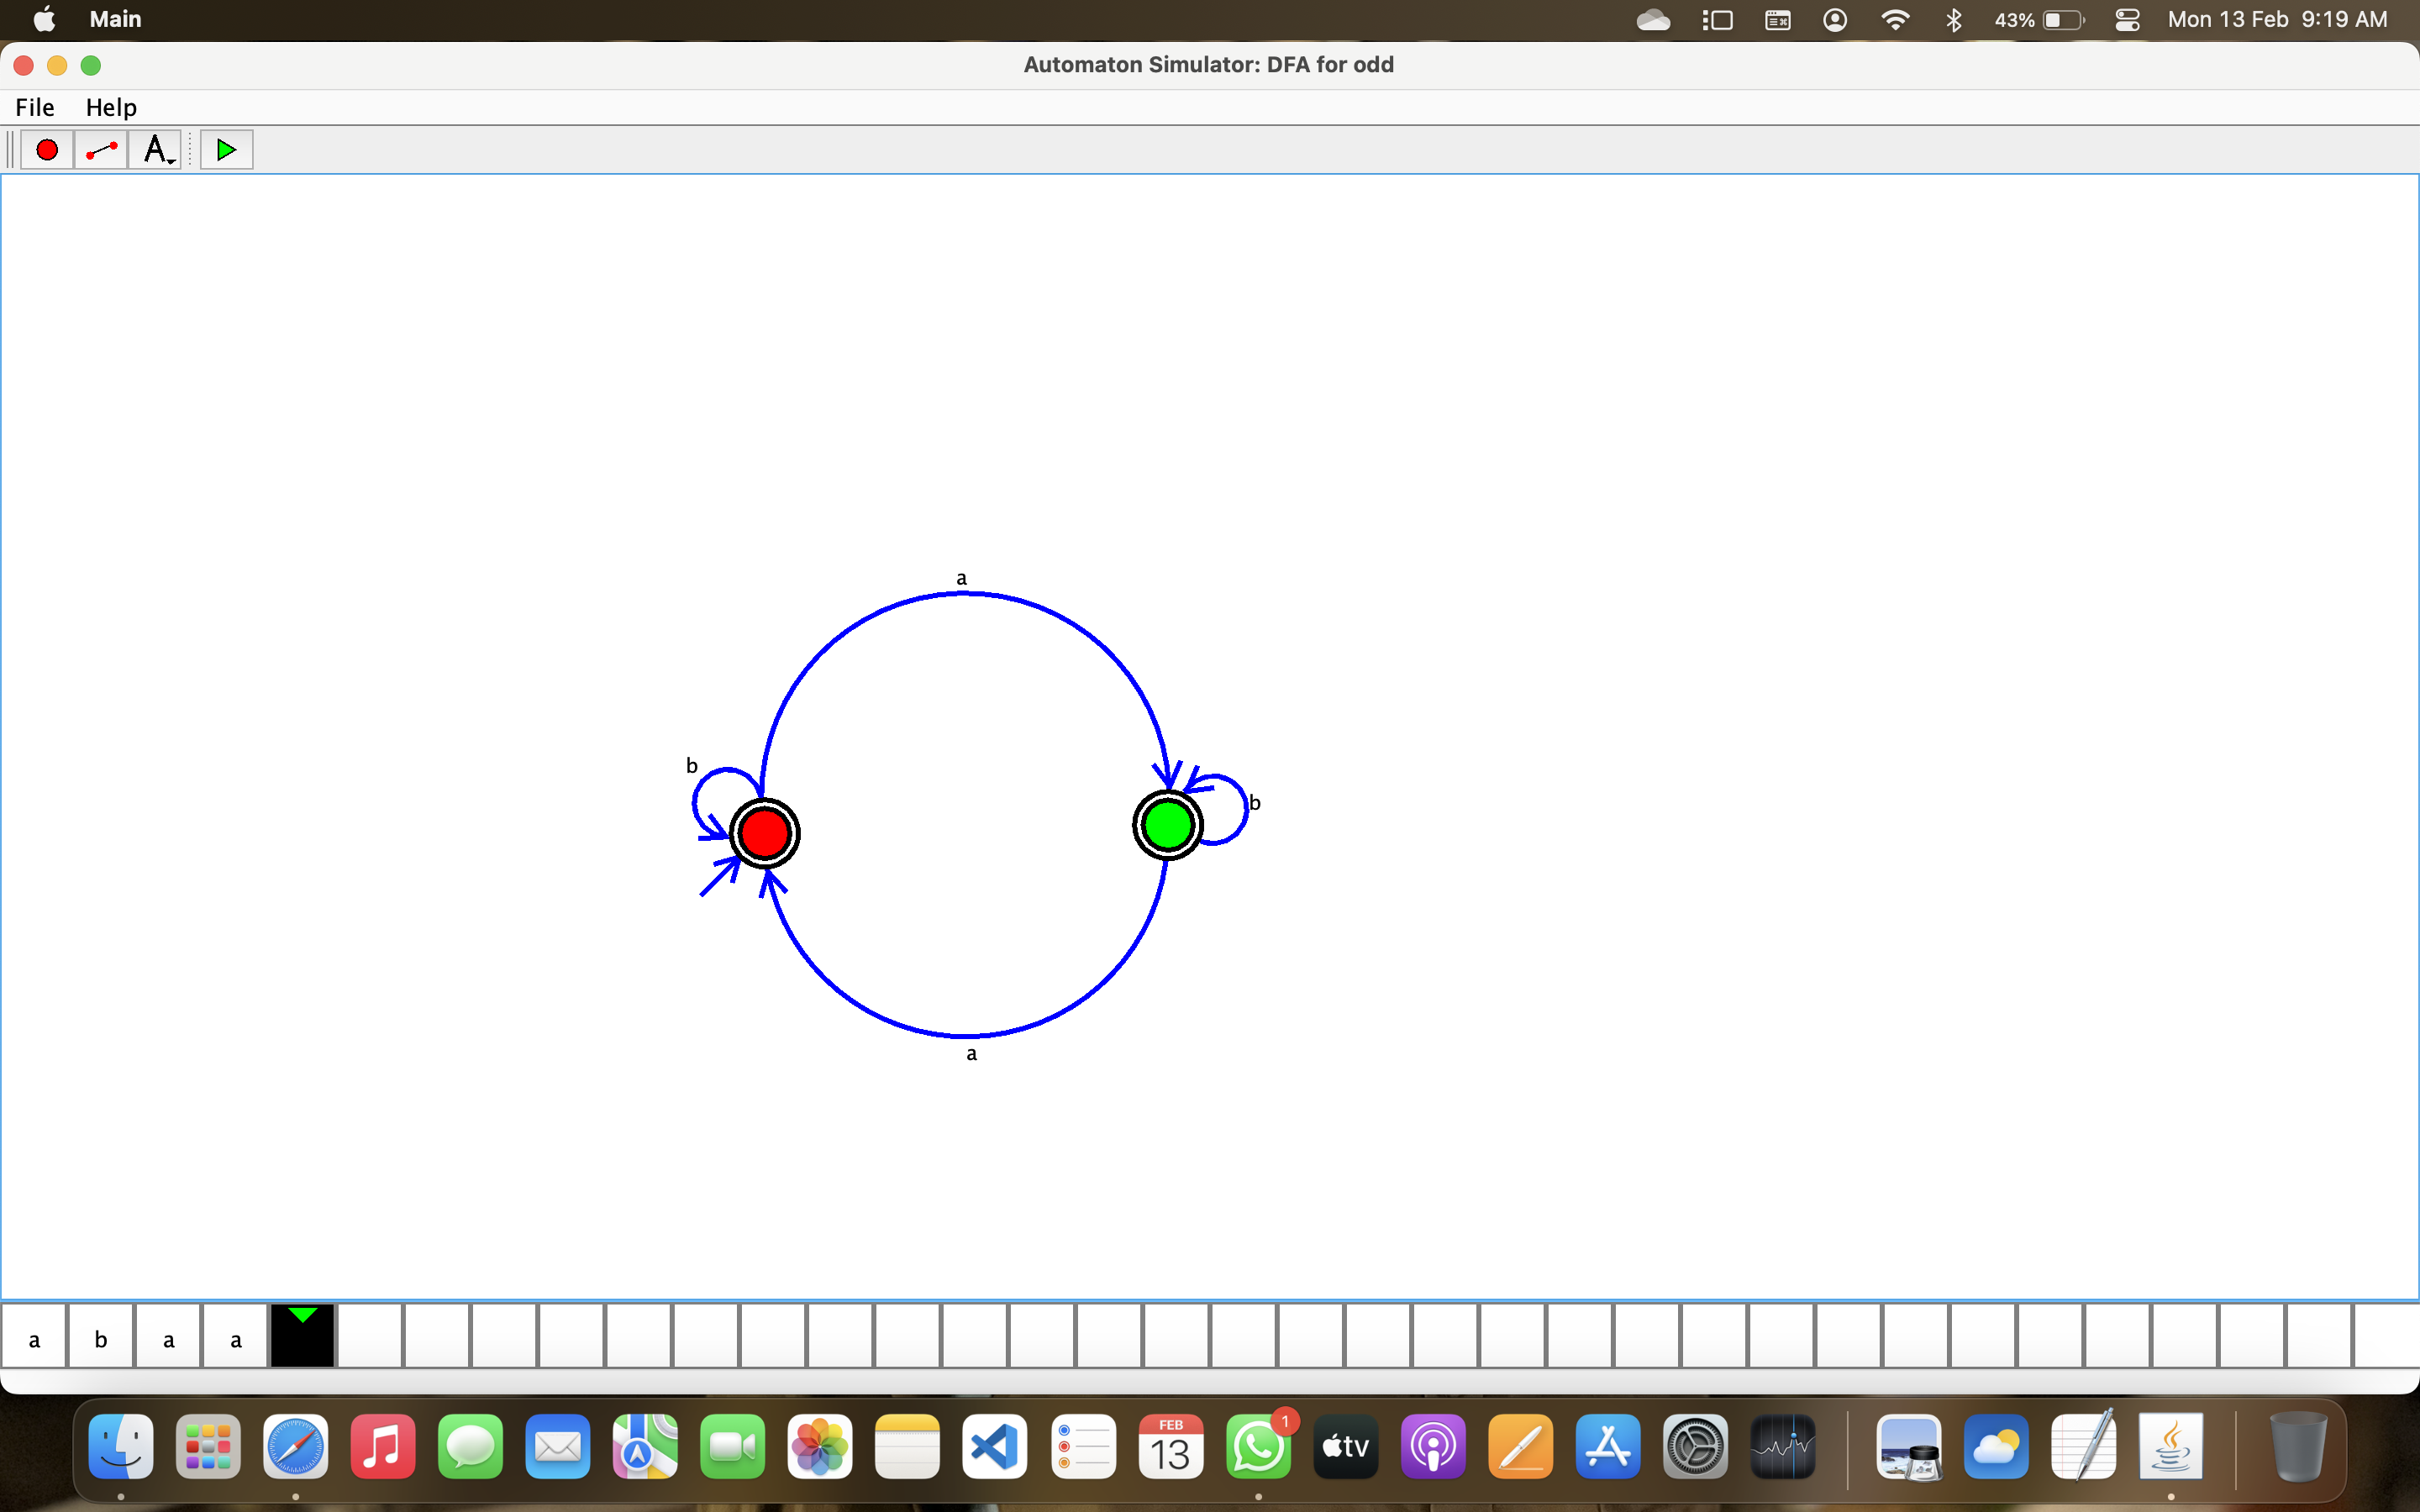 Main 43% Mon 13 Feb 9:19 AM
Automaton Simulator: DFA for odd
File Help
A
a
b
b
a
a b a a
FEB
13
1
tv